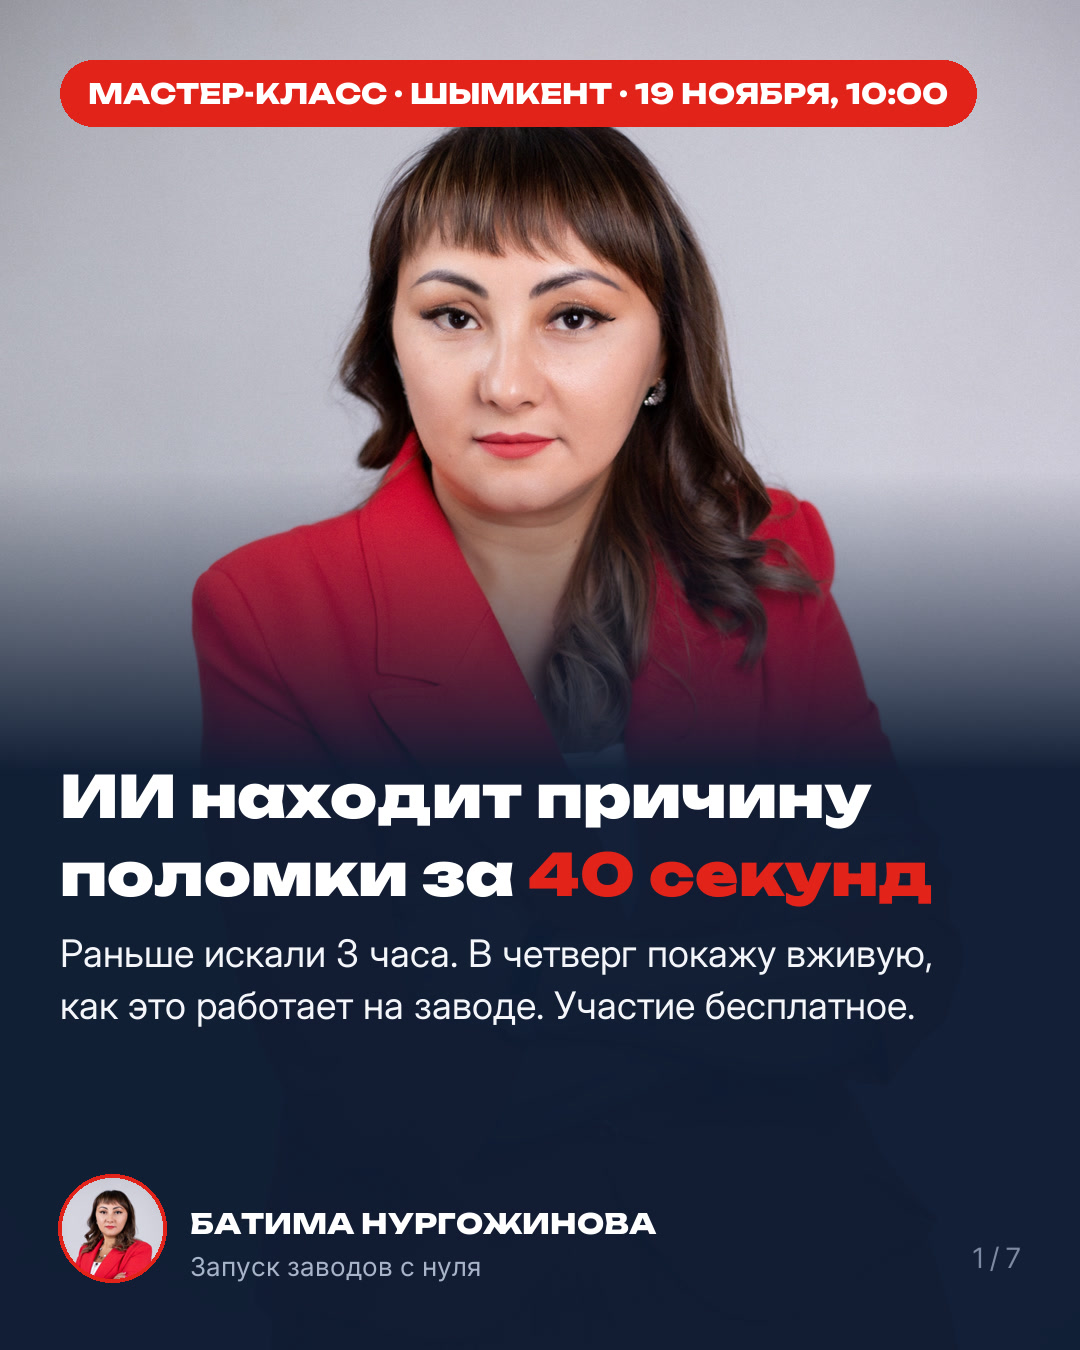 МАСТЕР-КЛАСС · ШЫМКЕНТ · 19 НОЯБРЯ, 10:00
ИИ находит причину
поломки за 40 секунд
Раньше искали 3 часа. В четверг покажу вживую,
как это работает на заводе. Участие бесплатное.
БАТИМА НУРГОЖИНОВА
Запуск заводов с нуля
1 / 7